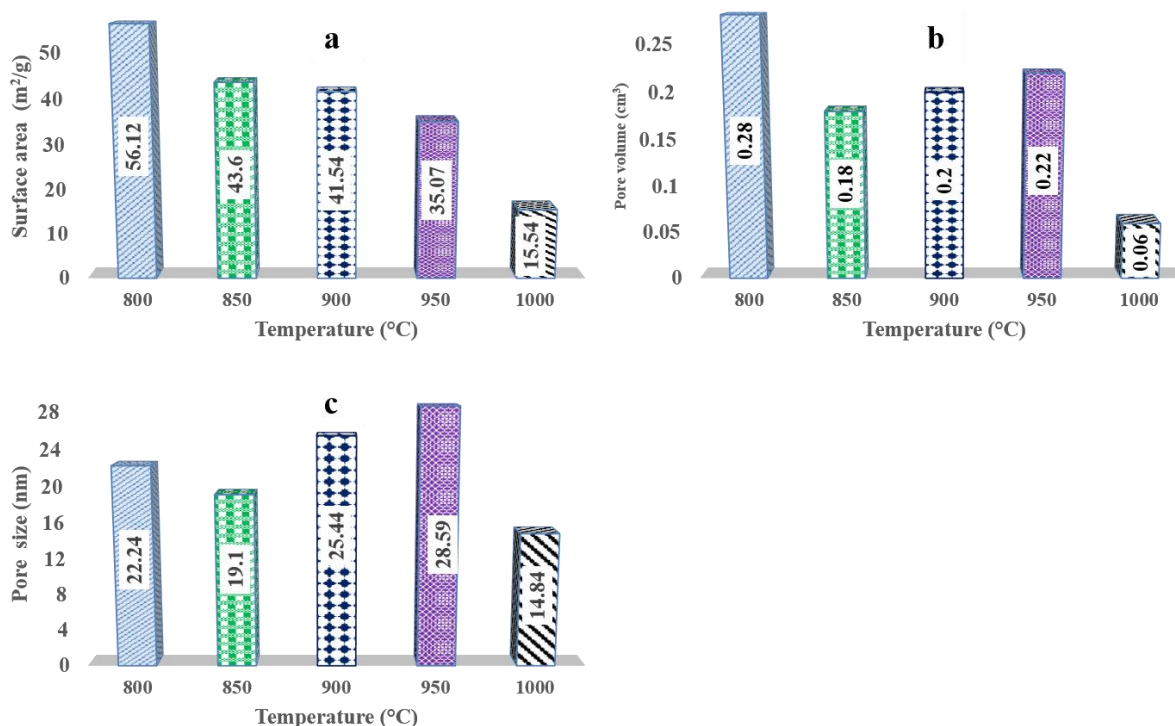 a
Surface area (m²/g)
50
40
30
20
10
0
56.12
43.6
41.54
35.07
15.54
800 850 900 950 1000
Temperature (°C)
b
Pore volume (cm³)
0.25
0.2
0.15
0.1
0.05
0
0.28
0.18
0.2
0.22
0.06
800 850 900 950 1000
Temperature (°C)
c
Pore size (nm)
28
24
20
16
12
8
4
0
22.24
19.1
25.44
28.59
14.84
800 850 900 950 1000
Temperature (°C)